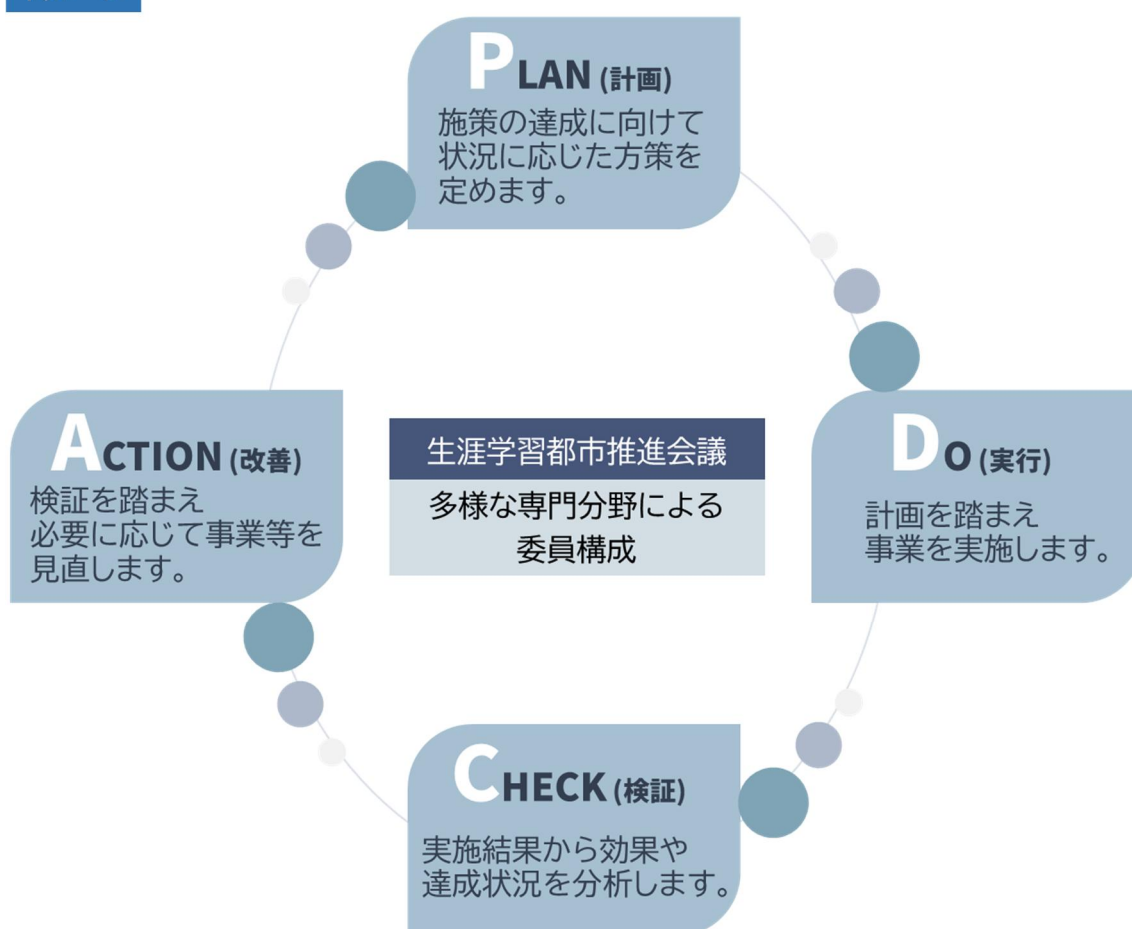 PLAN (計画)
施策の達成に向けて
状況に応じた方策を
定めます。
ACTION (改善)
検証を踏まえ
必要に応じて事業等を
見直します。
生涯学習都市推進会議
多様な専門分野による
委員構成
DO (実行)
計画を踏まえ
事業を実施します。
CHECK (検証)
実施結果から効果や
達成状況を分析します。